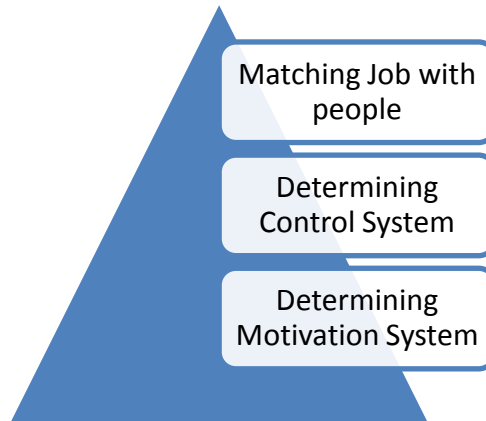 Matching Job with
people
Determining
Control System
Determining
Motivation System